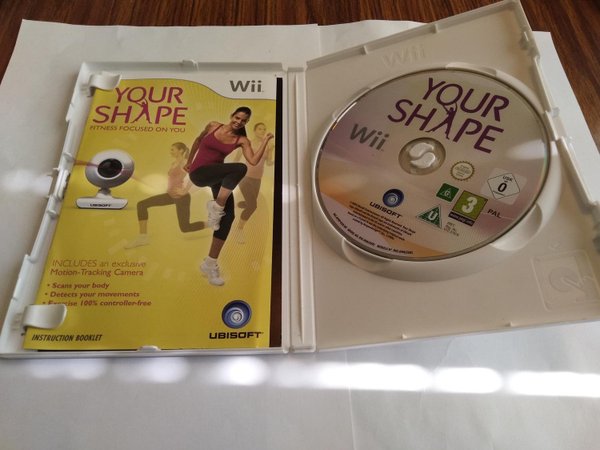 YOUR
SHAPE
FITNESS FOCUSED ON YOU
Wii
UBISOFT
INCLUDES an exclusive
Motion-Tracking Camera
• Scans your body
• Detects your movements
• Exercise 100% controller-free
INSTRUCTION BOOKLET
UBISOFT
Wii
YOUR
SHAPE
Wii
UBISOFT
USK
0
3
PAL
U